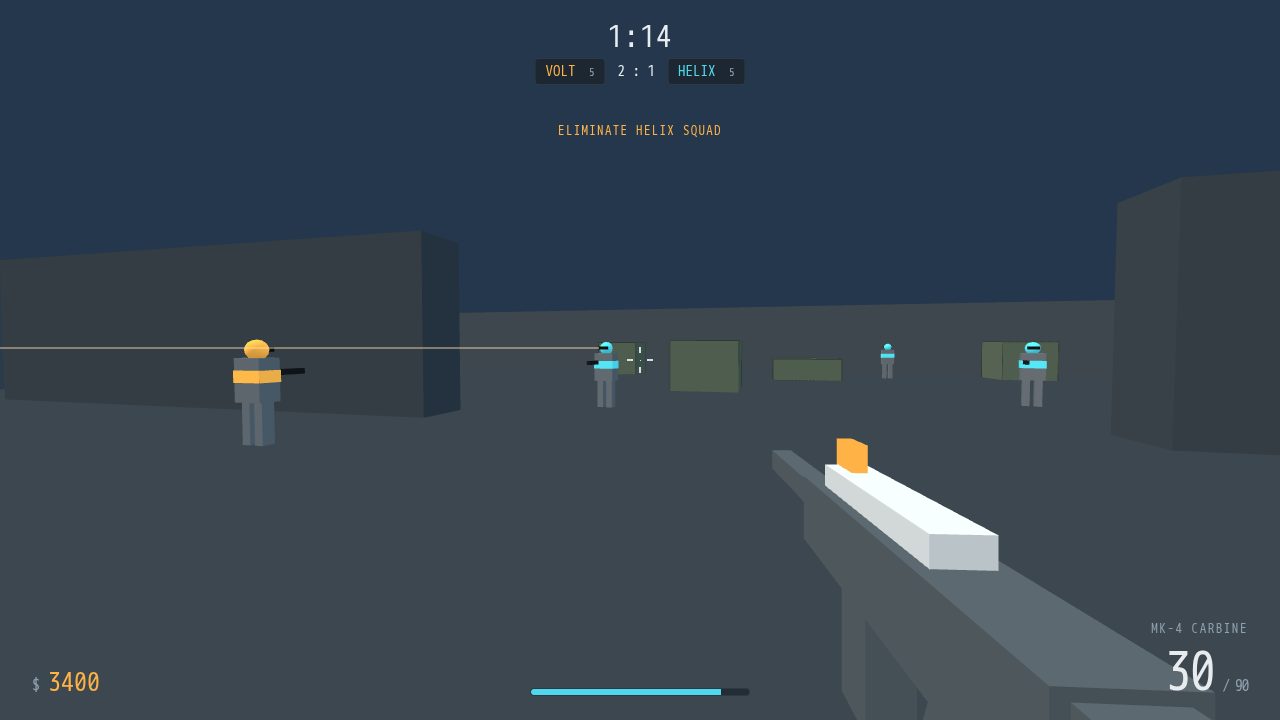 1:14
VOLT 5 2 : 1 HELIX 5
ELIMINATE HELIX SQUAD
MK-4 CARBINE
30 / 90
$ 3400